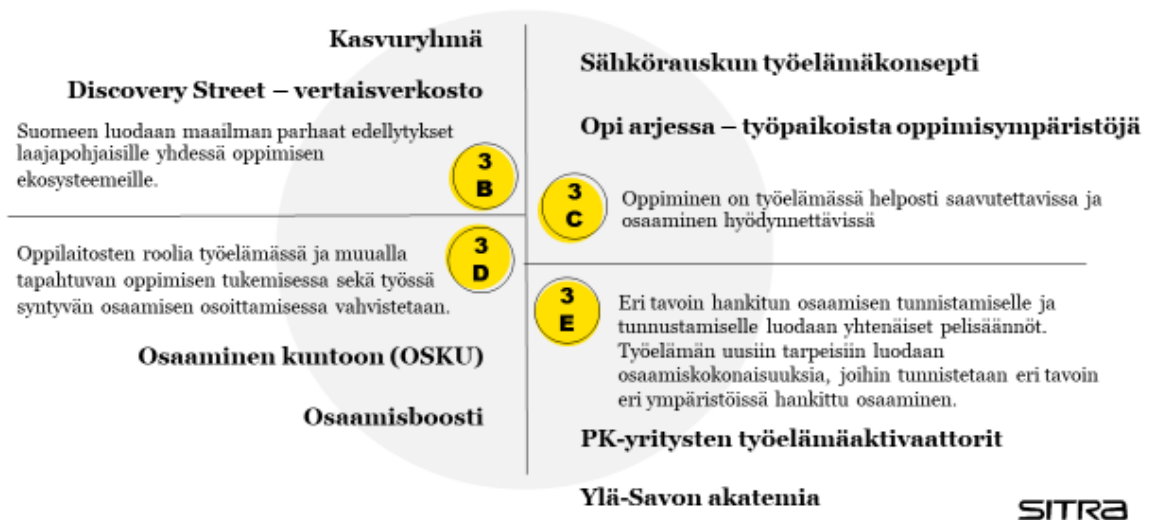 Kasvuryhmä
Discovery Street – vertaisverkosto
Suomeen luodaan maailman parhaat edellytykset
laajapohjaisille yhdessä oppimisen
ekosysteemeille.
3
B
Sähkörauskun työelämäkonsepti
Opi arjessa – työpaikoista oppimisympäristöjä
3
C
Oppiminen on työelämässä helposti saavutettavissa ja
osaaminen hyödynnettävissä
Oppilaitosten roolia työelämässä ja muualla
tapahtuvan oppimisen tukemisessa sekä työssä
syntyvän osaamisen osoittamisessa vahvistetaan.
3
D
Osaaminen kuntoon (OSKU)
Osaamisboosti
3
E
Eri tavoin hankitun osaamisen tunnistamiselle ja
tunnustamiselle luodaan yhtenäiset pelisäännöt.
Työelämän uusiin tarpeisiin luodaan
osaamiskokonaisuuksia, joihin tunnistetaan eri tavoin
eri ympäristöissä hankittu osaaminen.
PK-yritysten työelämäaktivaattorit
Ylä-Savon akatemia
SITRA